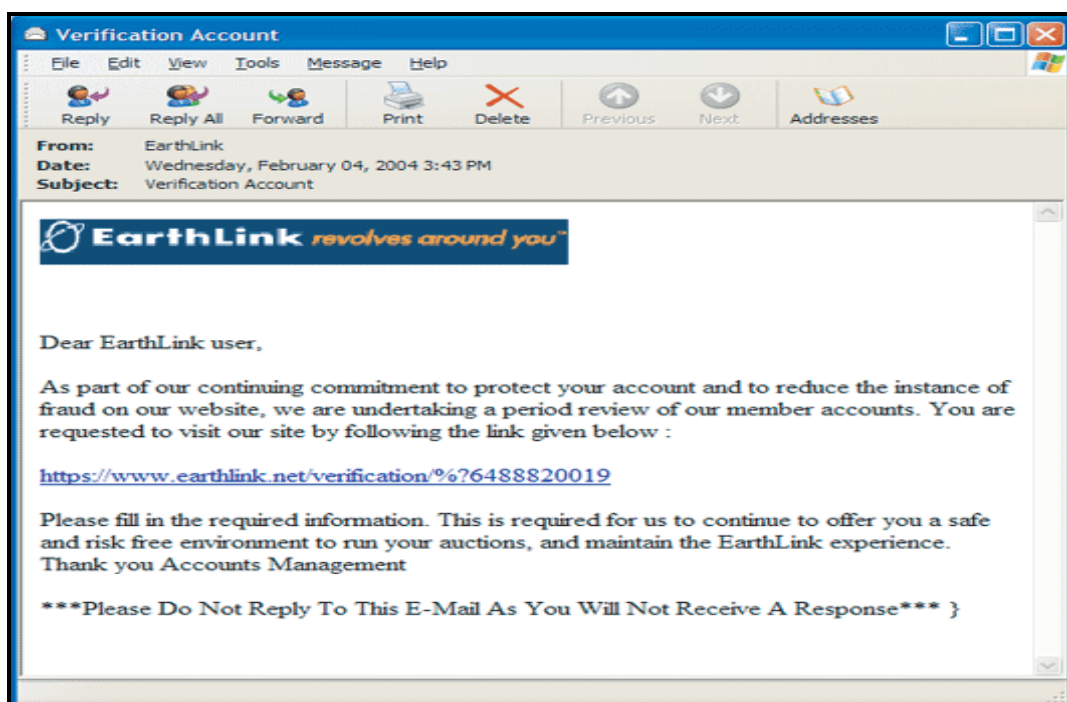 Verification Account
File Edit View Tools Message Help
Reply Reply All Forward Print Delete Previous Next Addresses
From: EarthLink
Date: Wednesday, February 04, 2004 3:43 PM
Subject: Verification Account
EarthLink revolves around you™
Dear EarthLink user,
As part of our continuing commitment to protect your account and to reduce the instance of
fraud on our website, we are undertaking a period review of our member accounts. You are
requested to visit our site by following the link given below :
https://www.earthlink.net/verification/%?6488820019
Please fill in the required information. This is required for us to continue to offer you a safe
and risk free environment to run your auctions, and maintain the EarthLink experience.
Thank you Accounts Management
***Please Do Not Reply To This E-Mail As You Will Not Receive A Response*** }